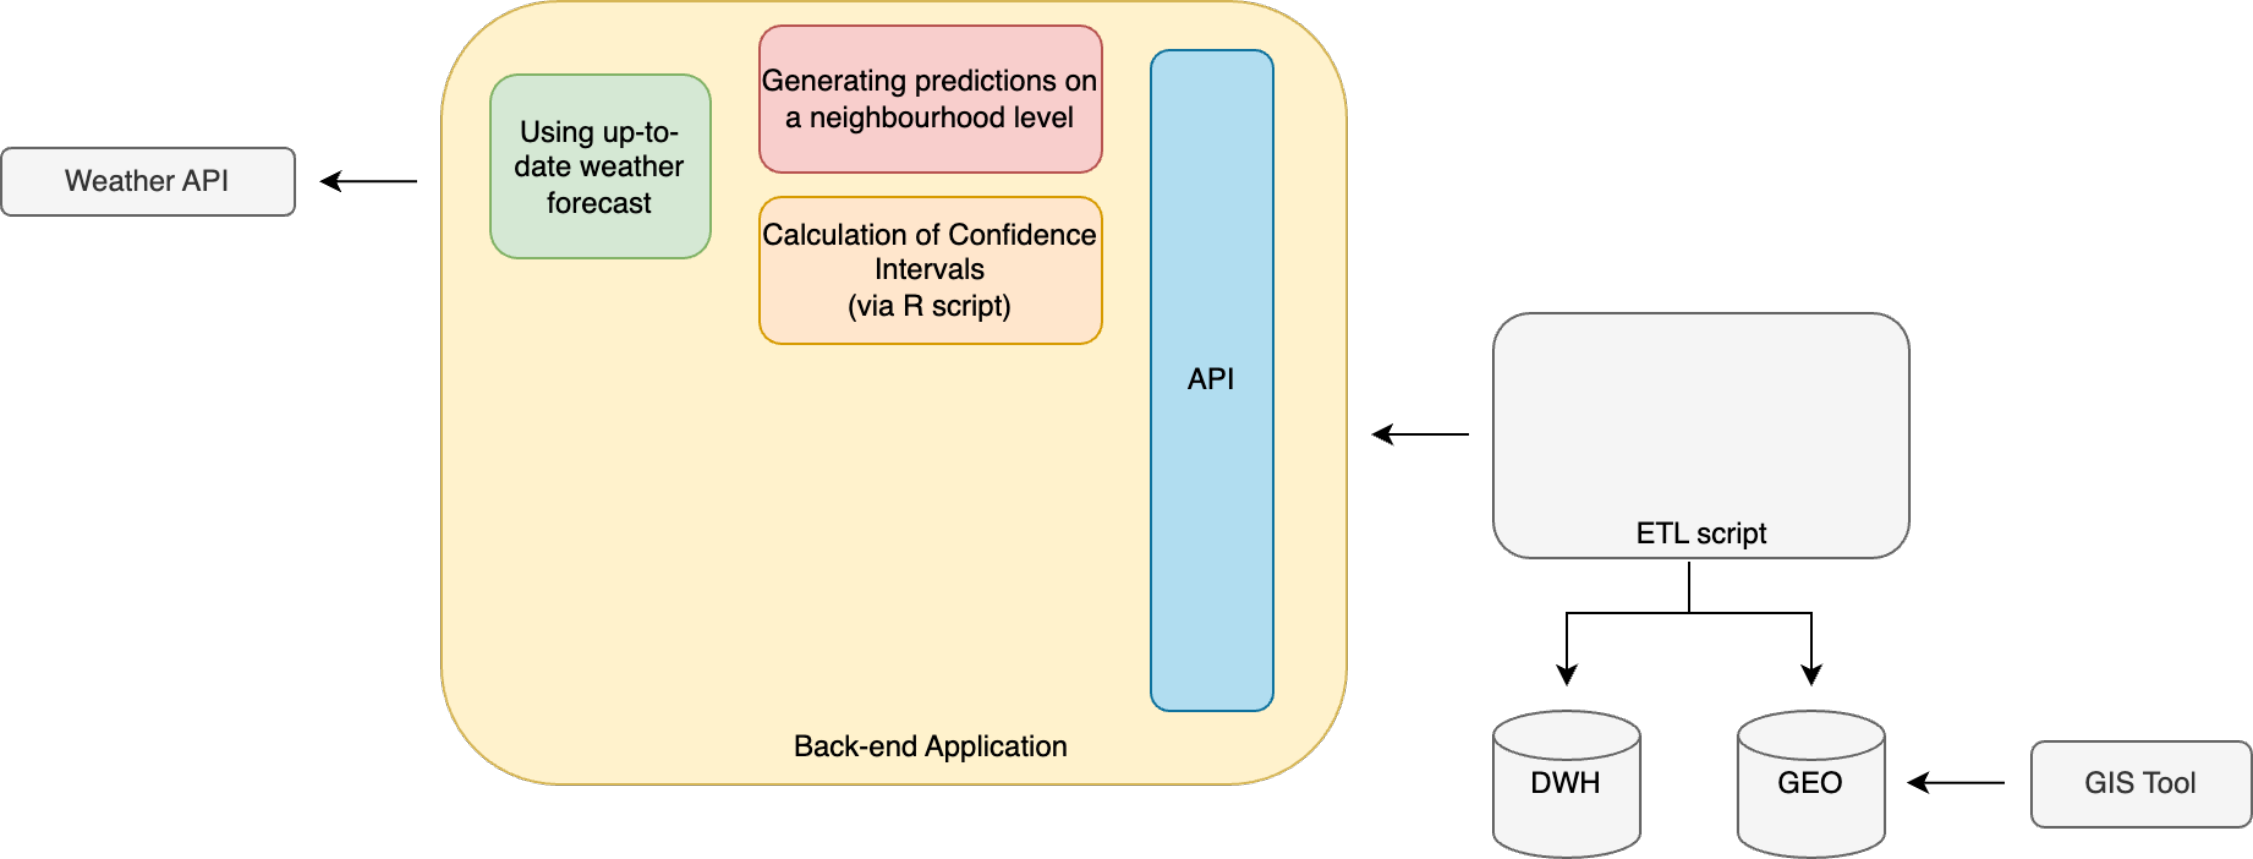 Weather API
Using up-to-
date weather
forecast
Generating predictions on
a neighbourhood level
Calculation of Confidence
Intervals
(via R script)
API
Back-end Application
ETL script
DWH
GEO
GIS Tool